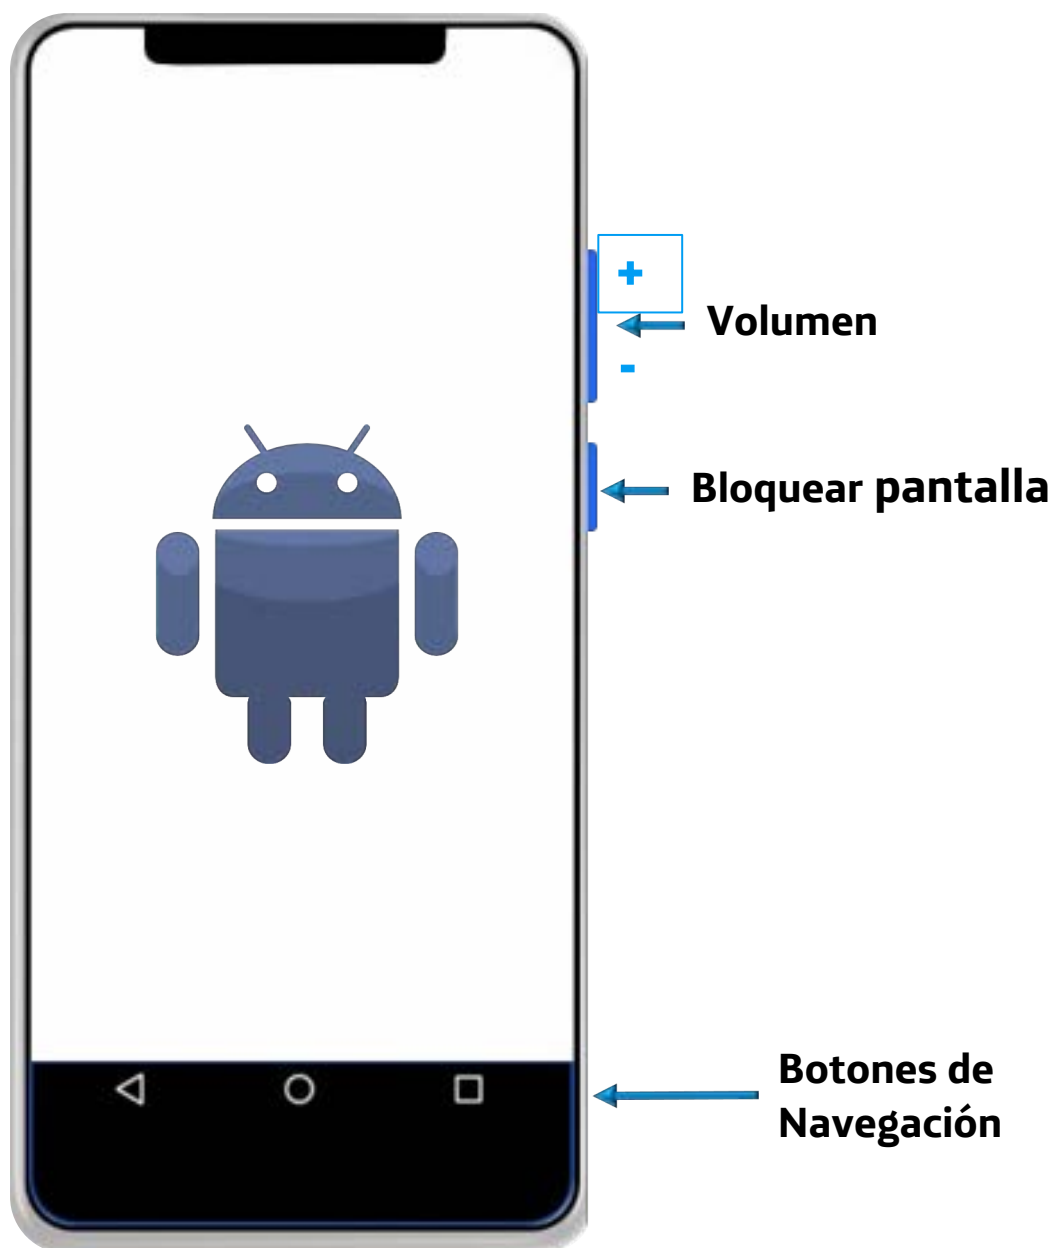 +
Volumen
-
Bloquear pantalla
Botones de
Navegación